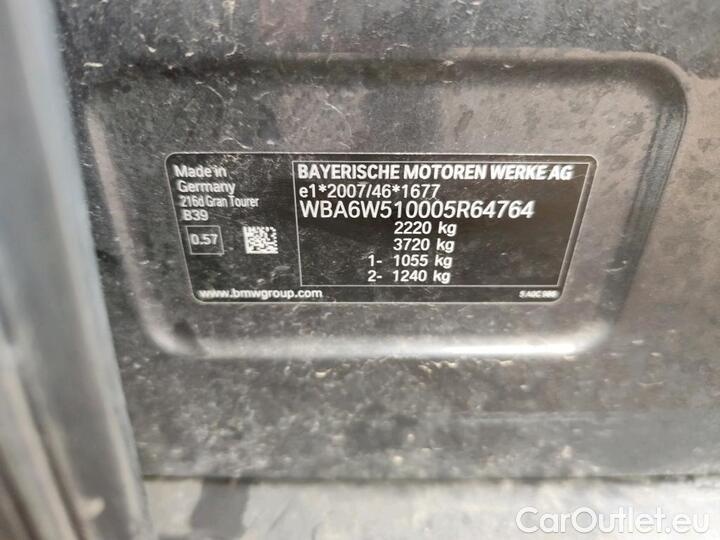 Made in
Germany
216d Gran Tourer
B39
0.57
www.bmwgroup.com
BAYERISCHE MOTOREN WERKE AG
e1*2007/46*1677
WBA6W510005R64764
2220 kg
3720 kg
1- 1055 kg
2- 1240 kg
CarOutlet.eu